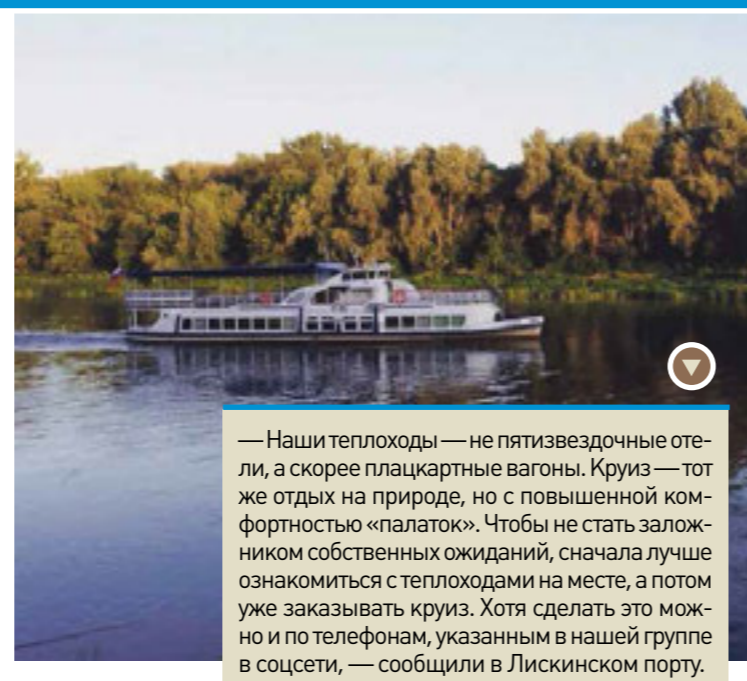 — Наши теплоходы — не пятизвездочные оте-
ли, а скорее плацкартные вагоны. Круиз — тот
же отдых на природе, но с повышенной ком-
фортностью «палаток». Чтобы не стать залож-
ником собственных ожиданий, сначала лучше
ознакомиться с теплоходами на месте, а потом
уже заказывать круиз. Хотя сделать это мож-
но и по телефонам, указанным в нашей группе
в соцсети, — сообщили в Лискинском порту.